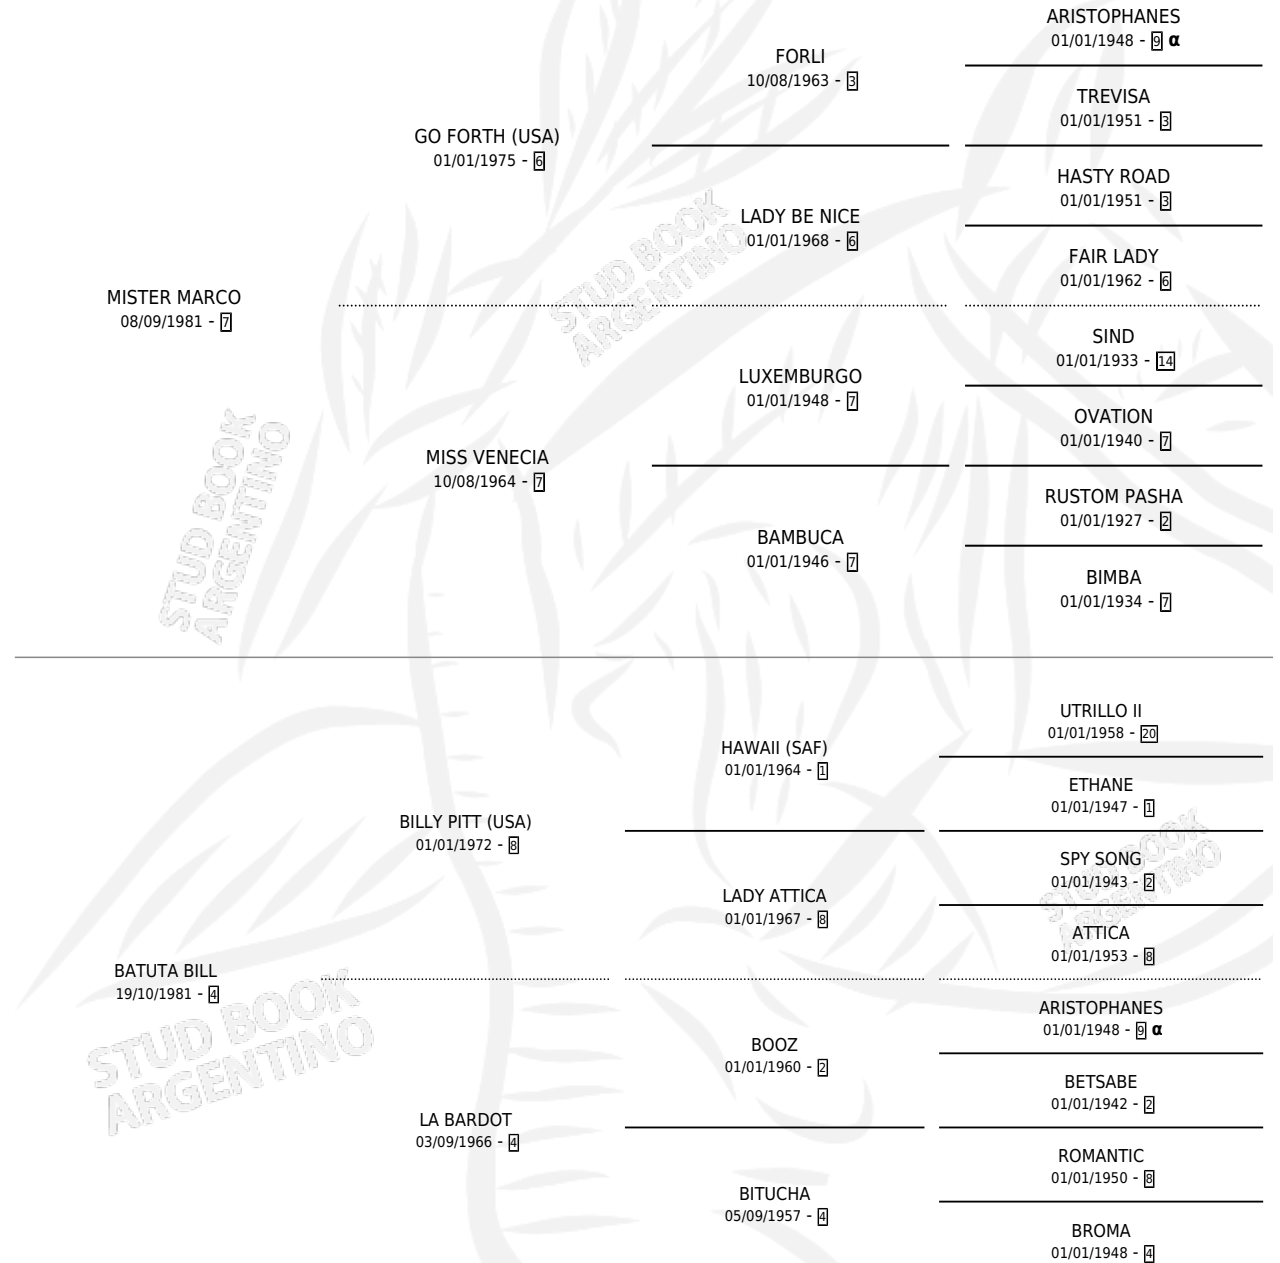 ARISTOPHANES
01/01/1948 - 9 α
FORLI
10/08/1963 - 3
TREVISA
01/01/1951 - 3
GO FORTH (USA)
01/01/1975 - 6
HASTY ROAD
01/01/1951 - 3
LADY BE NICE
01/01/1968 - 6
FAIR LADY
01/01/1962 - 6
MISTER MARCO
08/09/1981 - 7
SIND
01/01/1933 - 14
LUXEMBURGO
01/01/1948 - 7
OVATION
01/01/1940 - 7
MISS VENECIA
10/08/1964 - 7
RUSTOM PASHA
01/01/1927 - 2
BAMBUCA
01/01/1946 - 7
BIMBA
01/01/1934 - 7
UTRILLO II
01/01/1958 - 20
HAWAII (SAF)
01/01/1964 - 1
ETHANE
01/01/1947 - 1
BILLY PITT (USA)
01/01/1972 - 8
SPY SONG
01/01/1943 - 2
LADY ATTICA
01/01/1967 - 8
ATTICA
01/01/1953 - 8
BATUTA BILL
19/10/1981 - 4
ARISTOPHANES
01/01/1948 - 9 α
BOOZ
01/01/1960 - 2
BETSABE
01/01/1942 - 2
LA BARDOT
03/09/1966 - 4
ROMANTIC
01/01/1950 - 8
BITUCHA
05/09/1957 - 4
BROMA
01/01/1948 - 4
STUD BOOK
ARGENTINO
STUD BOOK
ARGENTINO
STUD BOOK
ARGENTINO
STUD BOOK
ARGENTINO